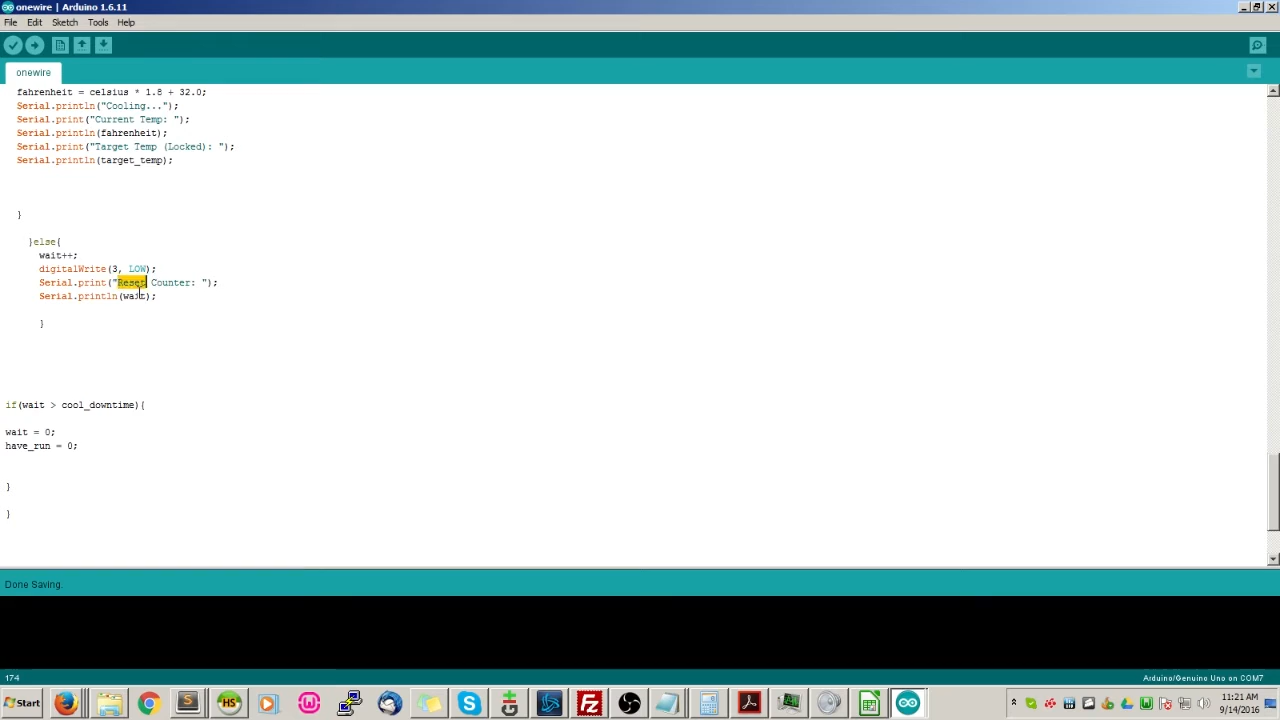 onewire | Arduino 1.6.11
File Edit Sketch Tools Help
onewire
fahrenheit = celsius * 1.8 + 32.0;
Serial.println("Cooling...");
Serial.print("Current Temp: ");
Serial.println(fahrenheit);
Serial.print("Target Temp (Locked): ");
Serial.println(target_temp);
}
}else{
wait++;
digitalWrite(3, LOW);
Serial.print("Reset Counter: ");
Serial.println(wait);
}
if(wait > cool_downtime){
wait = 0;
have_run = 0;
}
}
Done Saving.
174
Arduino/Genuino Uno on COM7
Start
11:21 AM
9/14/2016